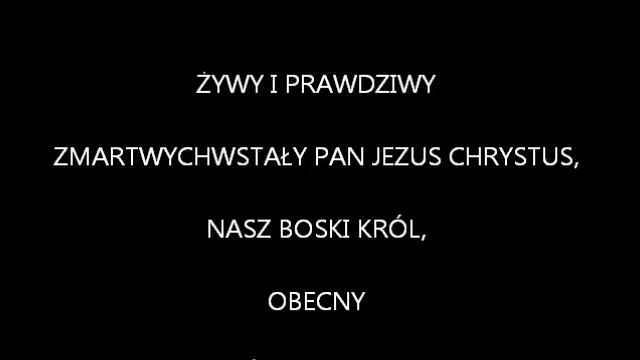 ŻYWY I PRAWDZIWY
ZMARTWYCHWSTAŁY PAN JEZUS CHRYSTUS,
NASZ BOSKI KRÓL,
OBECNY